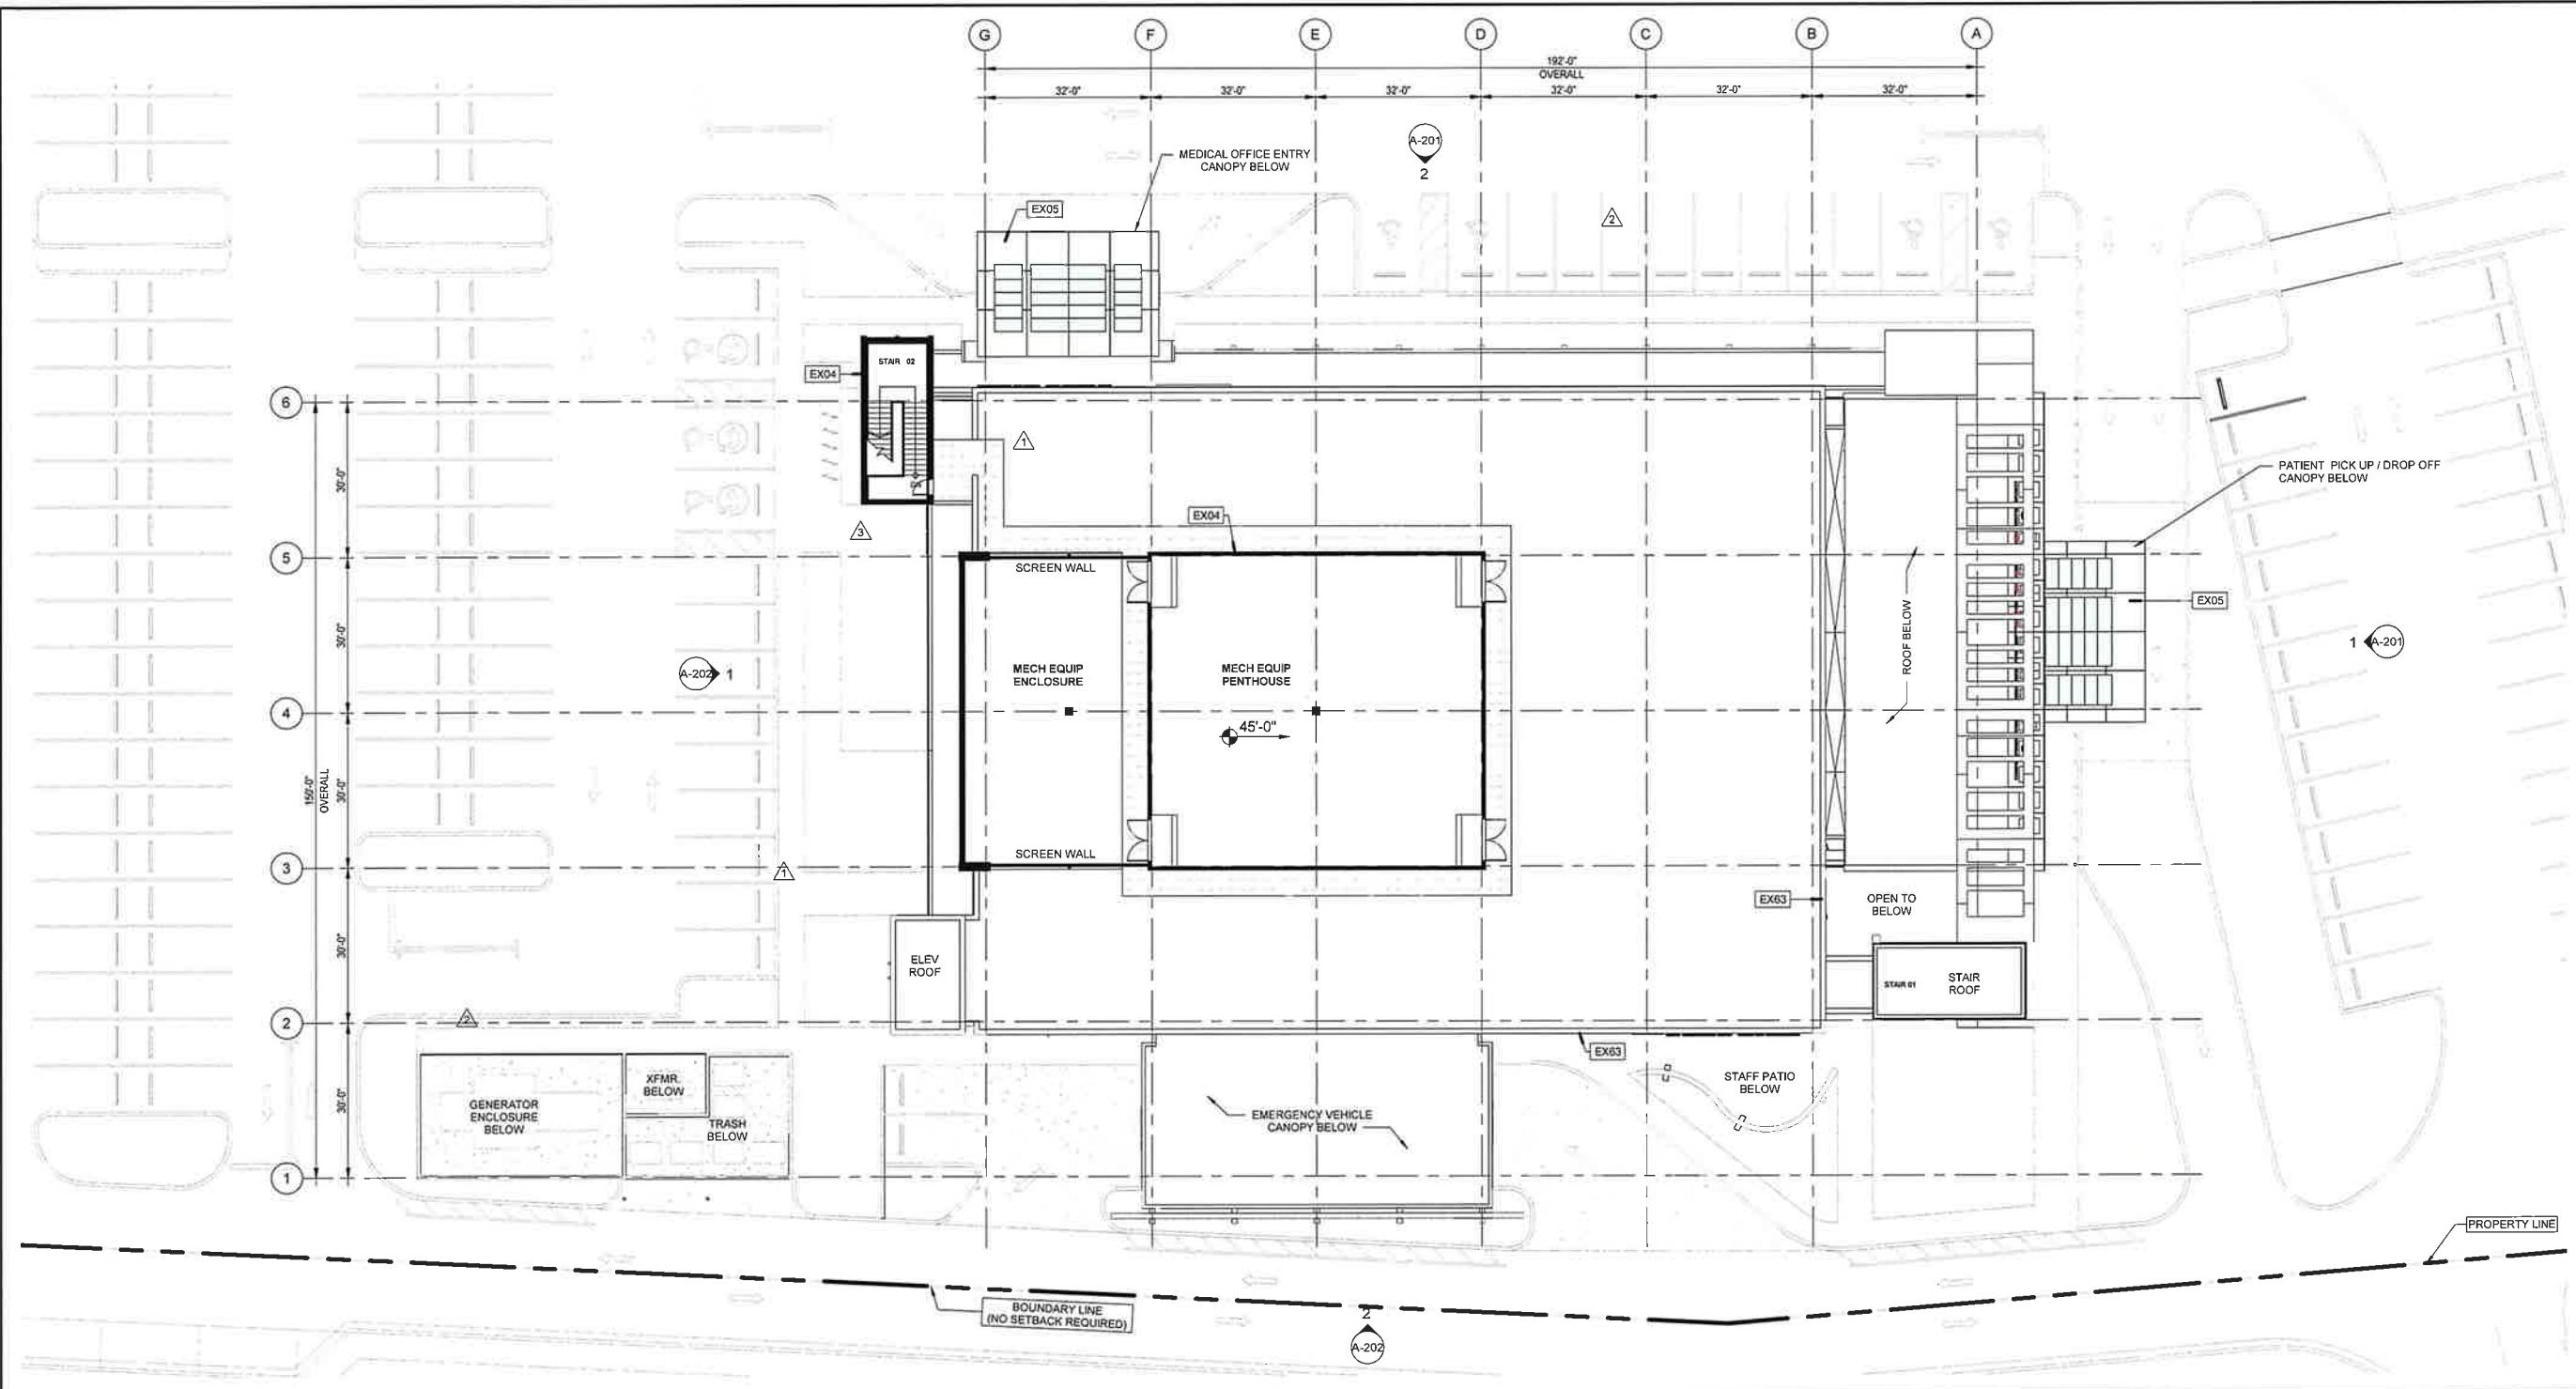 G F E D C B A
192'-0"
OVERALL
32'-0" 32'-0" 32'-0" 32'-0" 32'-0" 32'-0"
A-201
2
MEDICAL OFFICE ENTRY
CANOPY BELOW
EX05
2
STAIR 02
EX04
6
1
PATIENT PICK UP / DROP OFF
CANOPY BELOW
30'-0"
EX04
3
5
SCREEN WALL
EX05
ROOF BELOW
30'-0"
1 A-201
A-202 1
MECH EQUIP
ENCLOSURE
MECH EQUIP
PENTHOUSE
4
45'-0"
150'-0"
OVERALL
30'-0"
SCREEN WALL
3
1
EX63
OPEN TO
BELOW
30'-0"
ELEV
ROOF
STAIR 01
STAIR
ROOF
2
2
EX63
XFMR.
BELOW
STAFF PATIO
BELOW
30'-0"
GENERATOR
ENCLOSURE
BELOW
TRASH
BELOW
EMERGENCY VEHICLE
CANOPY BELOW
1
PROPERTY LINE
BOUNDARY LINE
(NO SETBACK REQUIRED)
2
A-202